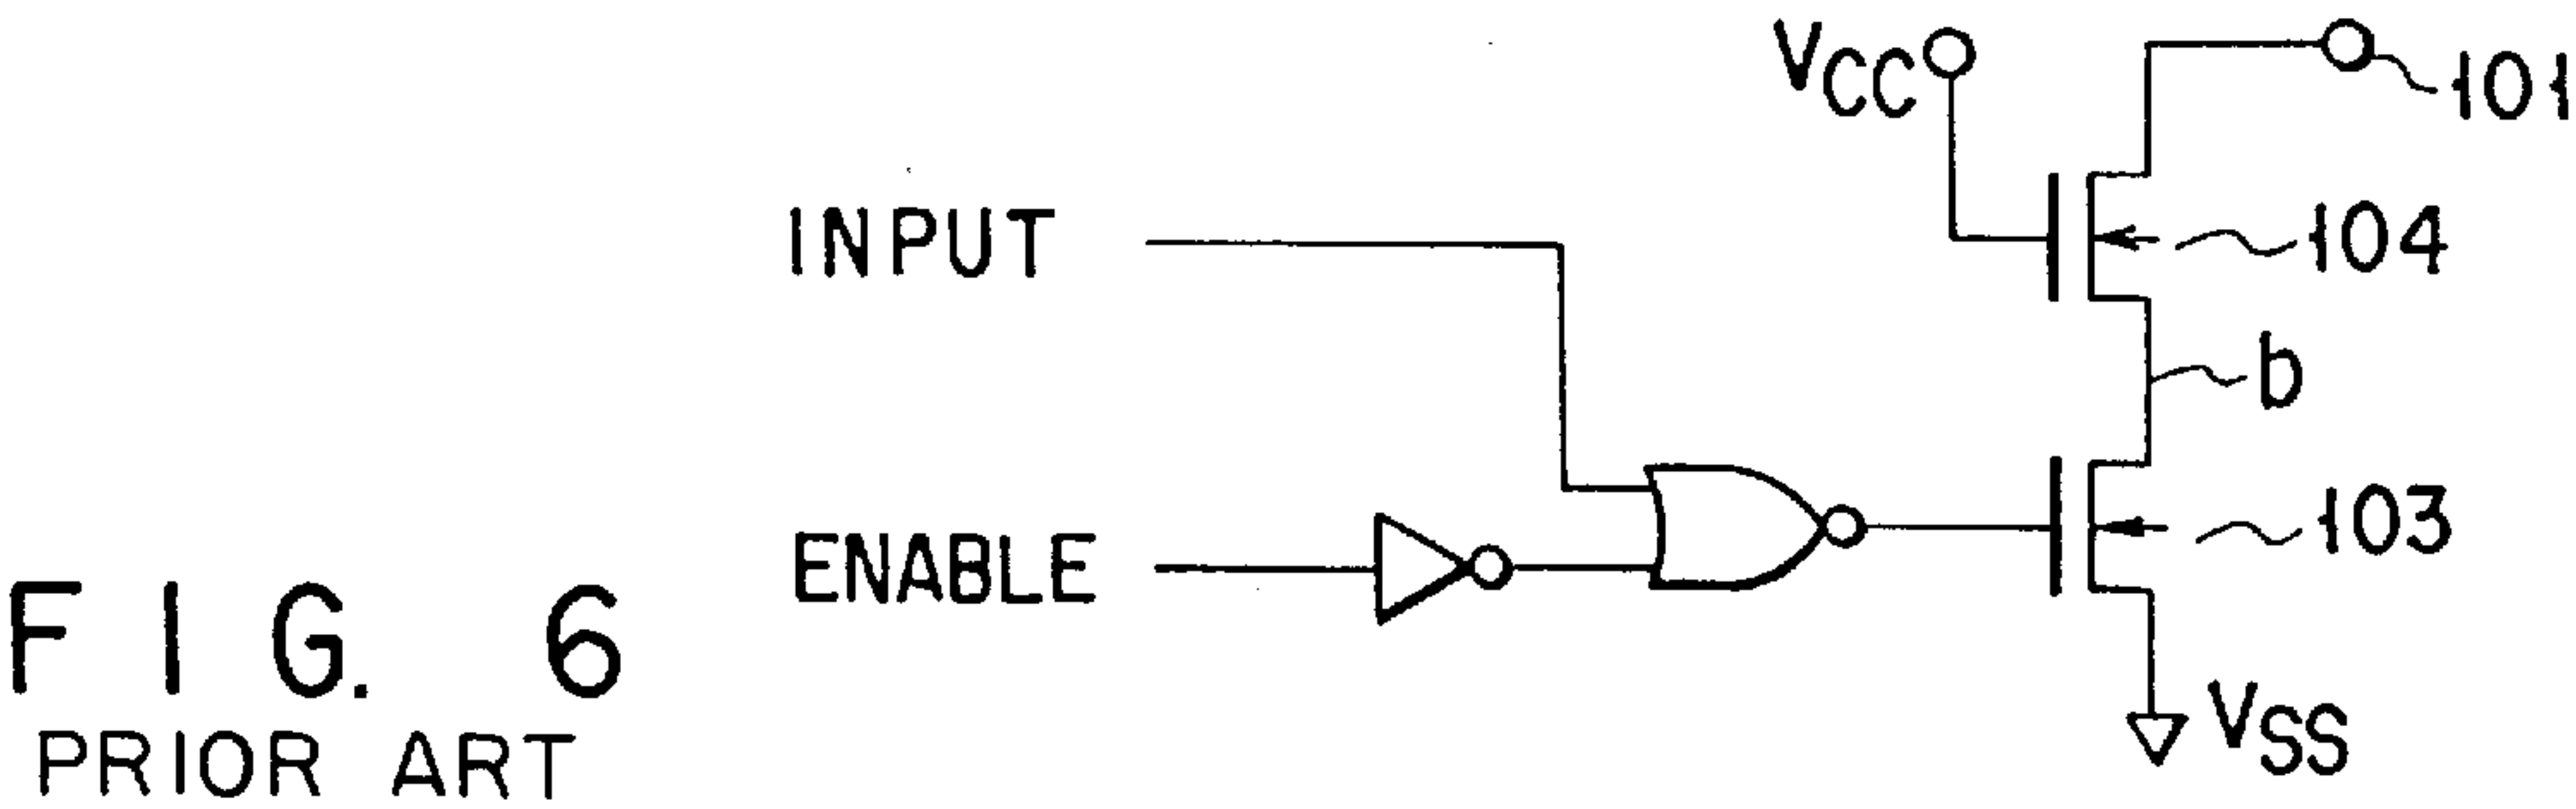 VCC
101
INPUT
104
b
ENABLE
103
VSS
FIG. 6
PRIOR ART